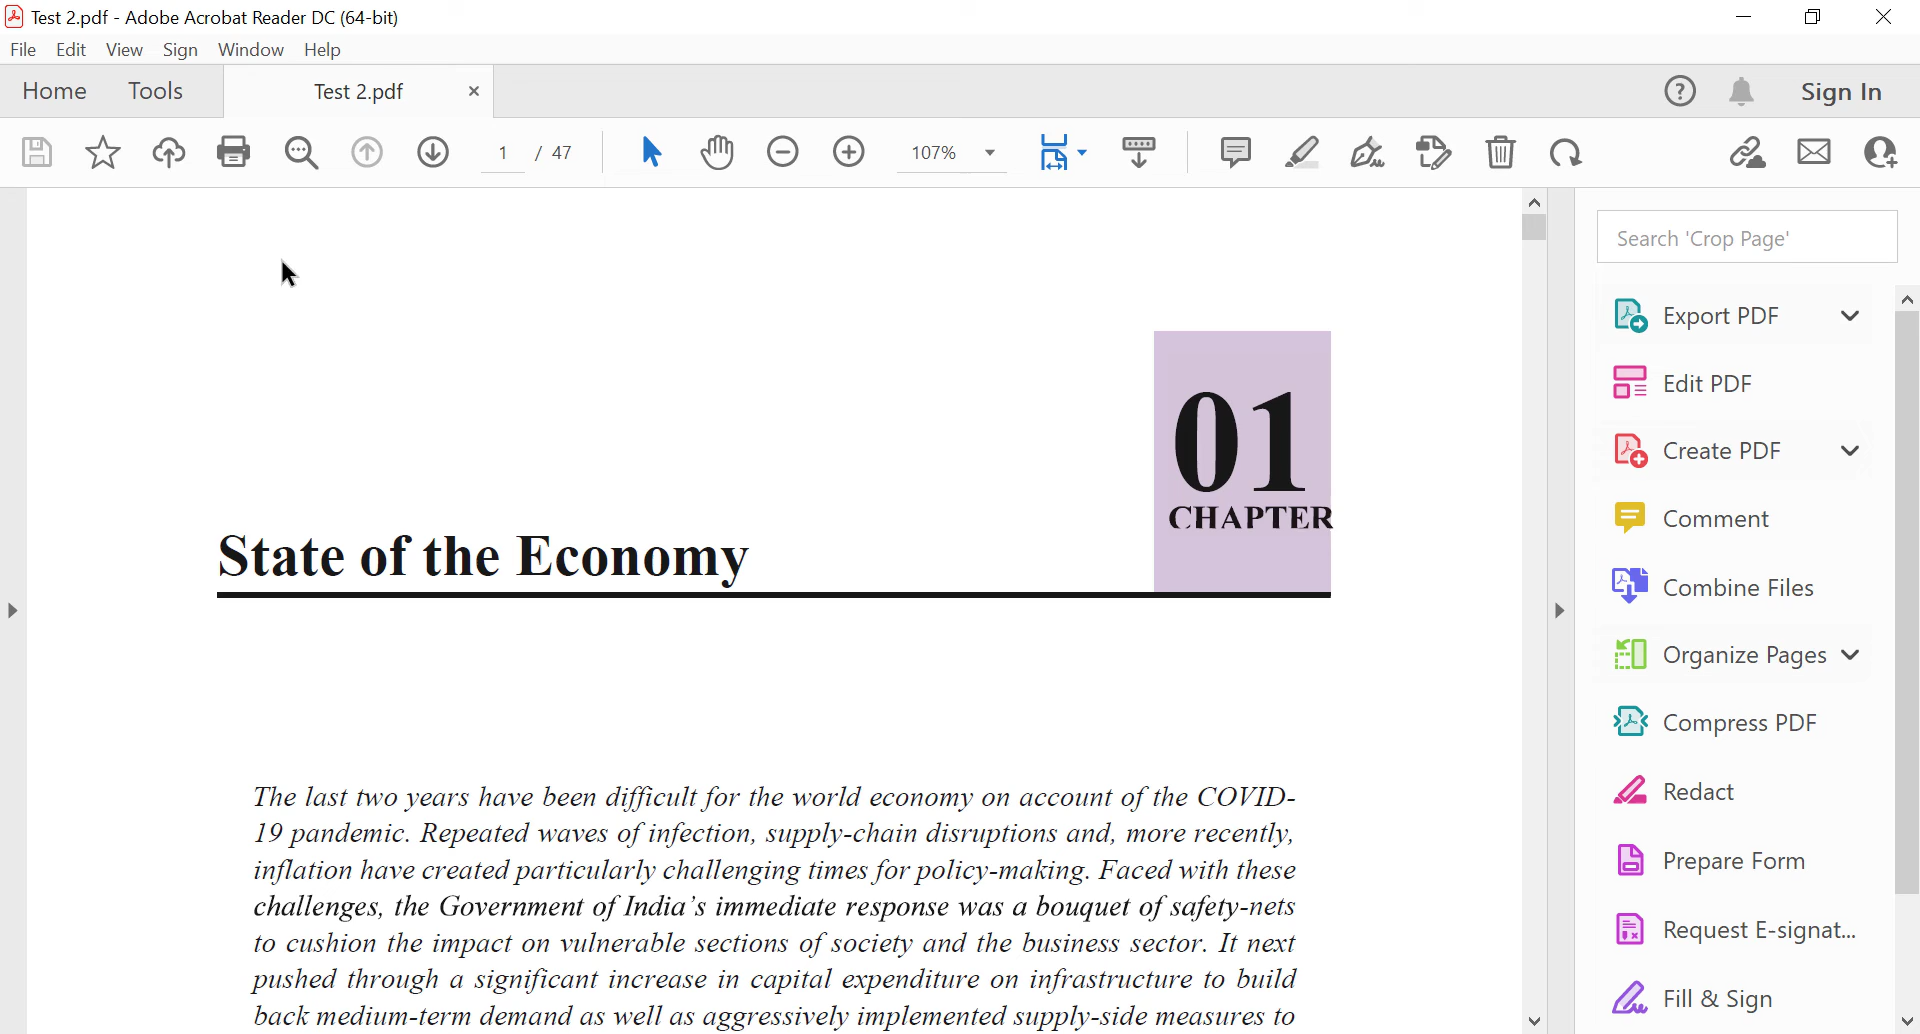 Test 2.pdf - Adobe Acrobat Reader DC (64-bit)
File Edit View Sign Window Help
Home Tools Test 2.pdf Sign In
1 / 47 107%
Search 'Crop Page'
Export PDF
Edit PDF
Create PDF
Comment
Combine Files
Organize Pages
Compress PDF
Redact
Prepare Form
Request E-signat...
Fill & Sign
01
CHAPTER
State of the Economy
The last two years have been difficult for the world economy on account of the COVID-
19 pandemic. Repeated waves of infection, supply-chain disruptions and, more recently,
inflation have created particularly challenging times for policy-making. Faced with these
challenges, the Government of India's immediate response was a bouquet of safety-nets
to cushion the impact on vulnerable sections of society and the business sector. It next
pushed through a significant increase in capital expenditure on infrastructure to build
back medium-term demand as well as aggressively implemented supply-side measures to